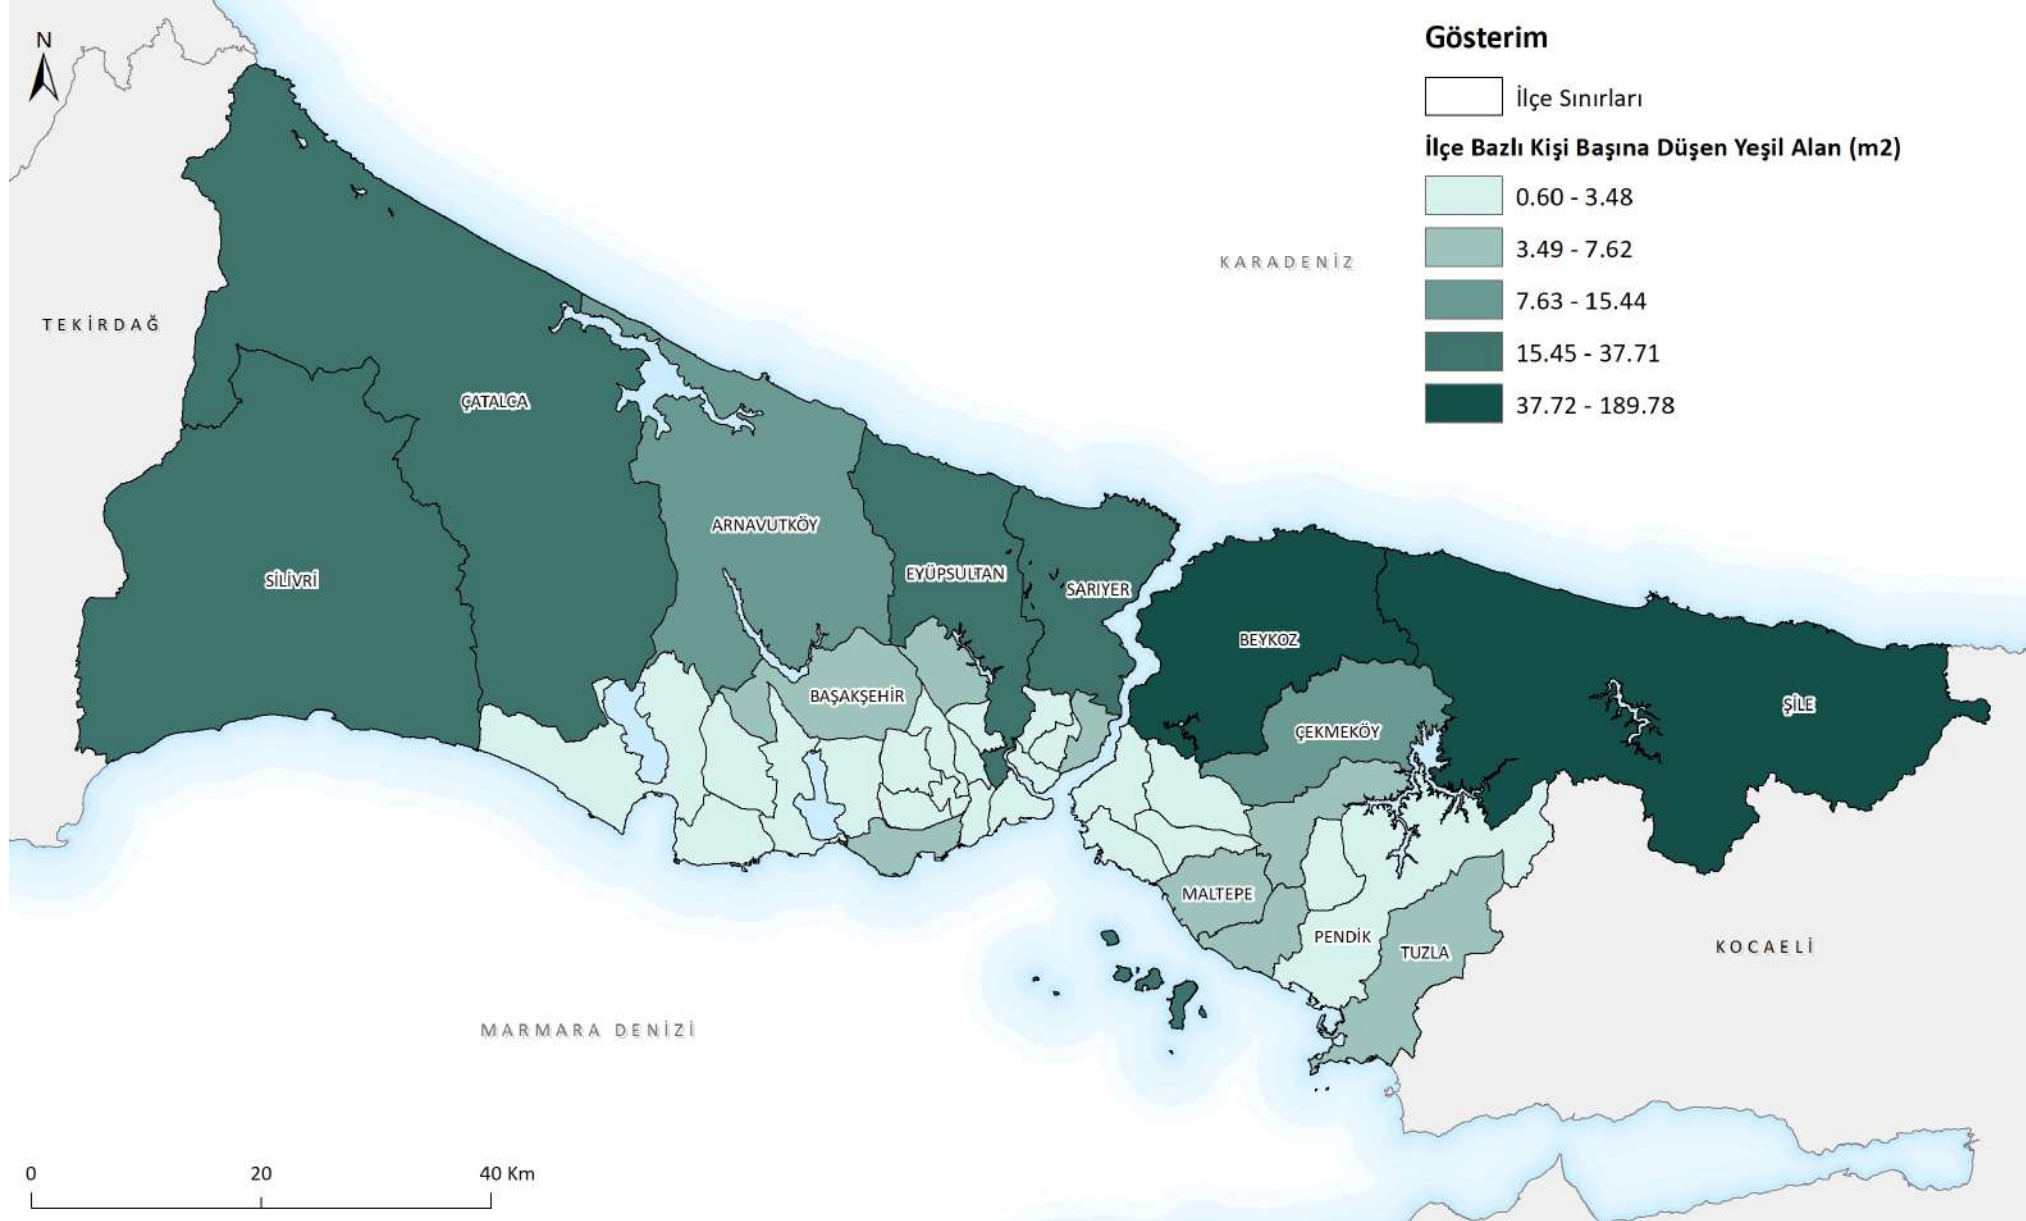 N
Gösterim
İlçe Sınırları
İlçe Bazlı Kişi Başına Düşen Yeşil Alan (m2)
0.60 - 3.48
3.49 - 7.62
7.63 - 15.44
15.45 - 37.71
37.72 - 189.78
KARADENİZ
TEKİRDAĞ
ÇATALCA
ARNAVUTKÖY
SİLİVRİ
EYÜPSULTAN
SARIYER
BEYKOZ
BAŞAKŞEHİR
ŞİLE
ÇEKMEKÖY
MALTEPE
PENDİK
TUZLA
KOCAELİ
MARMARA DENİZİ
0 20 40 Km